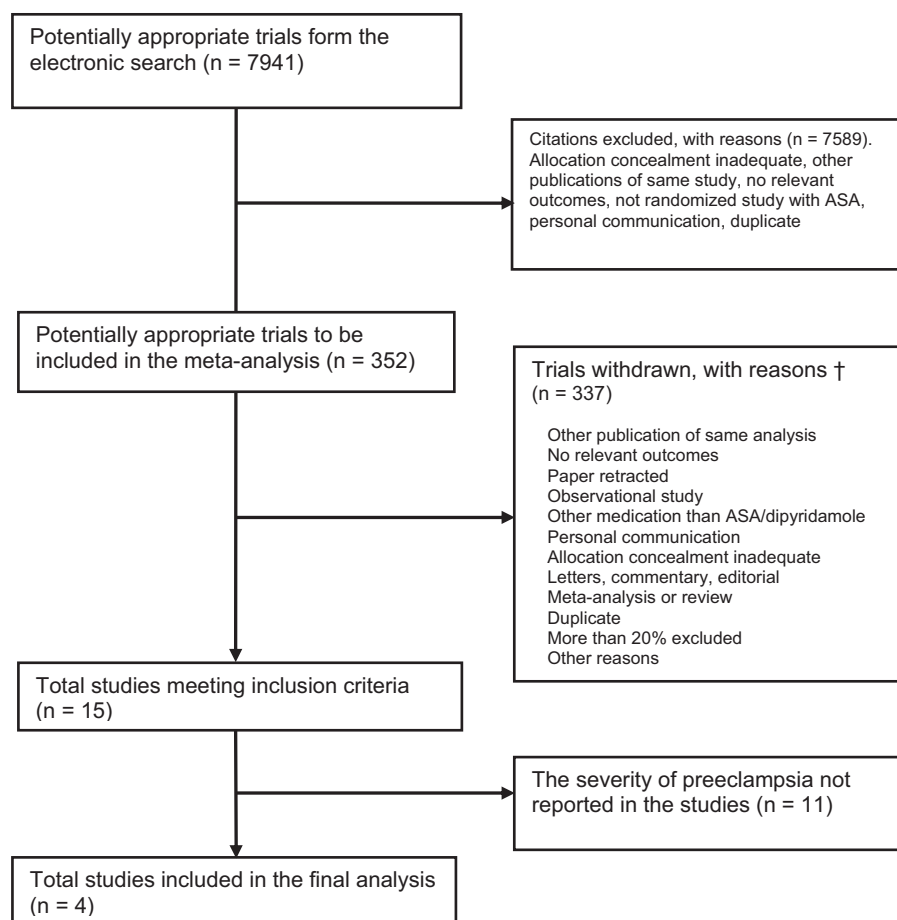 Potentially appropriate trials form the
electronic search (n = 7941)
Citations excluded, with reasons (n = 7589).
Allocation concealment inadequate, other
publications of same study, no relevant
outcomes, not randomized study with ASA,
personal communication, duplicate
Potentially appropriate trials to be
included in the meta-analysis (n = 352)
Trials withdrawn, with reasons †
(n = 337)
Other publication of same analysis
No relevant outcomes
Paper retracted
Observational study
Other medication than ASA/dipyridamole
Personal communication
Allocation concealment inadequate
Letters, commentary, editorial
Meta-analysis or review
Duplicate
More than 20% excluded
Other reasons
Total studies meeting inclusion criteria
(n = 15)
The severity of preeclampsia not
reported in the studies (n = 11)
Total studies included in the final analysis
(n = 4)